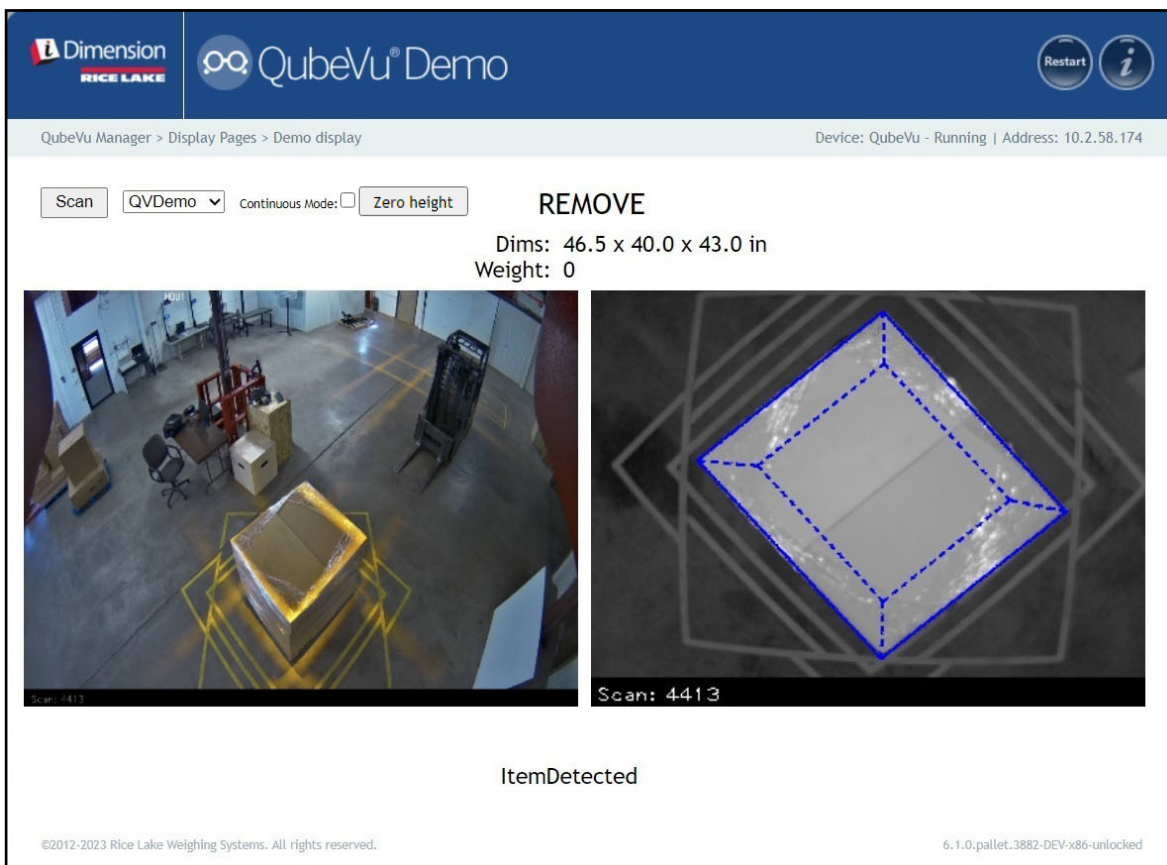 iDimension
RICE LAKE
QubeVu® Demo
Restart
i
QubeVu Manager > Display Pages > Demo display
Device: QubeVu - Running | Address: 10.2.58.174
Scan
QVDemo
Continuous Mode:
Zero height
REMOVE
Dims: 46.5 x 40.0 x 43.0 in
Weight: 0
Scan: 4413
Scan: 4413
ItemDetected
©2012-2023 Rice Lake Weighing Systems. All rights reserved.
6.1.0.pallet.3882-DEV-x86-unlocked